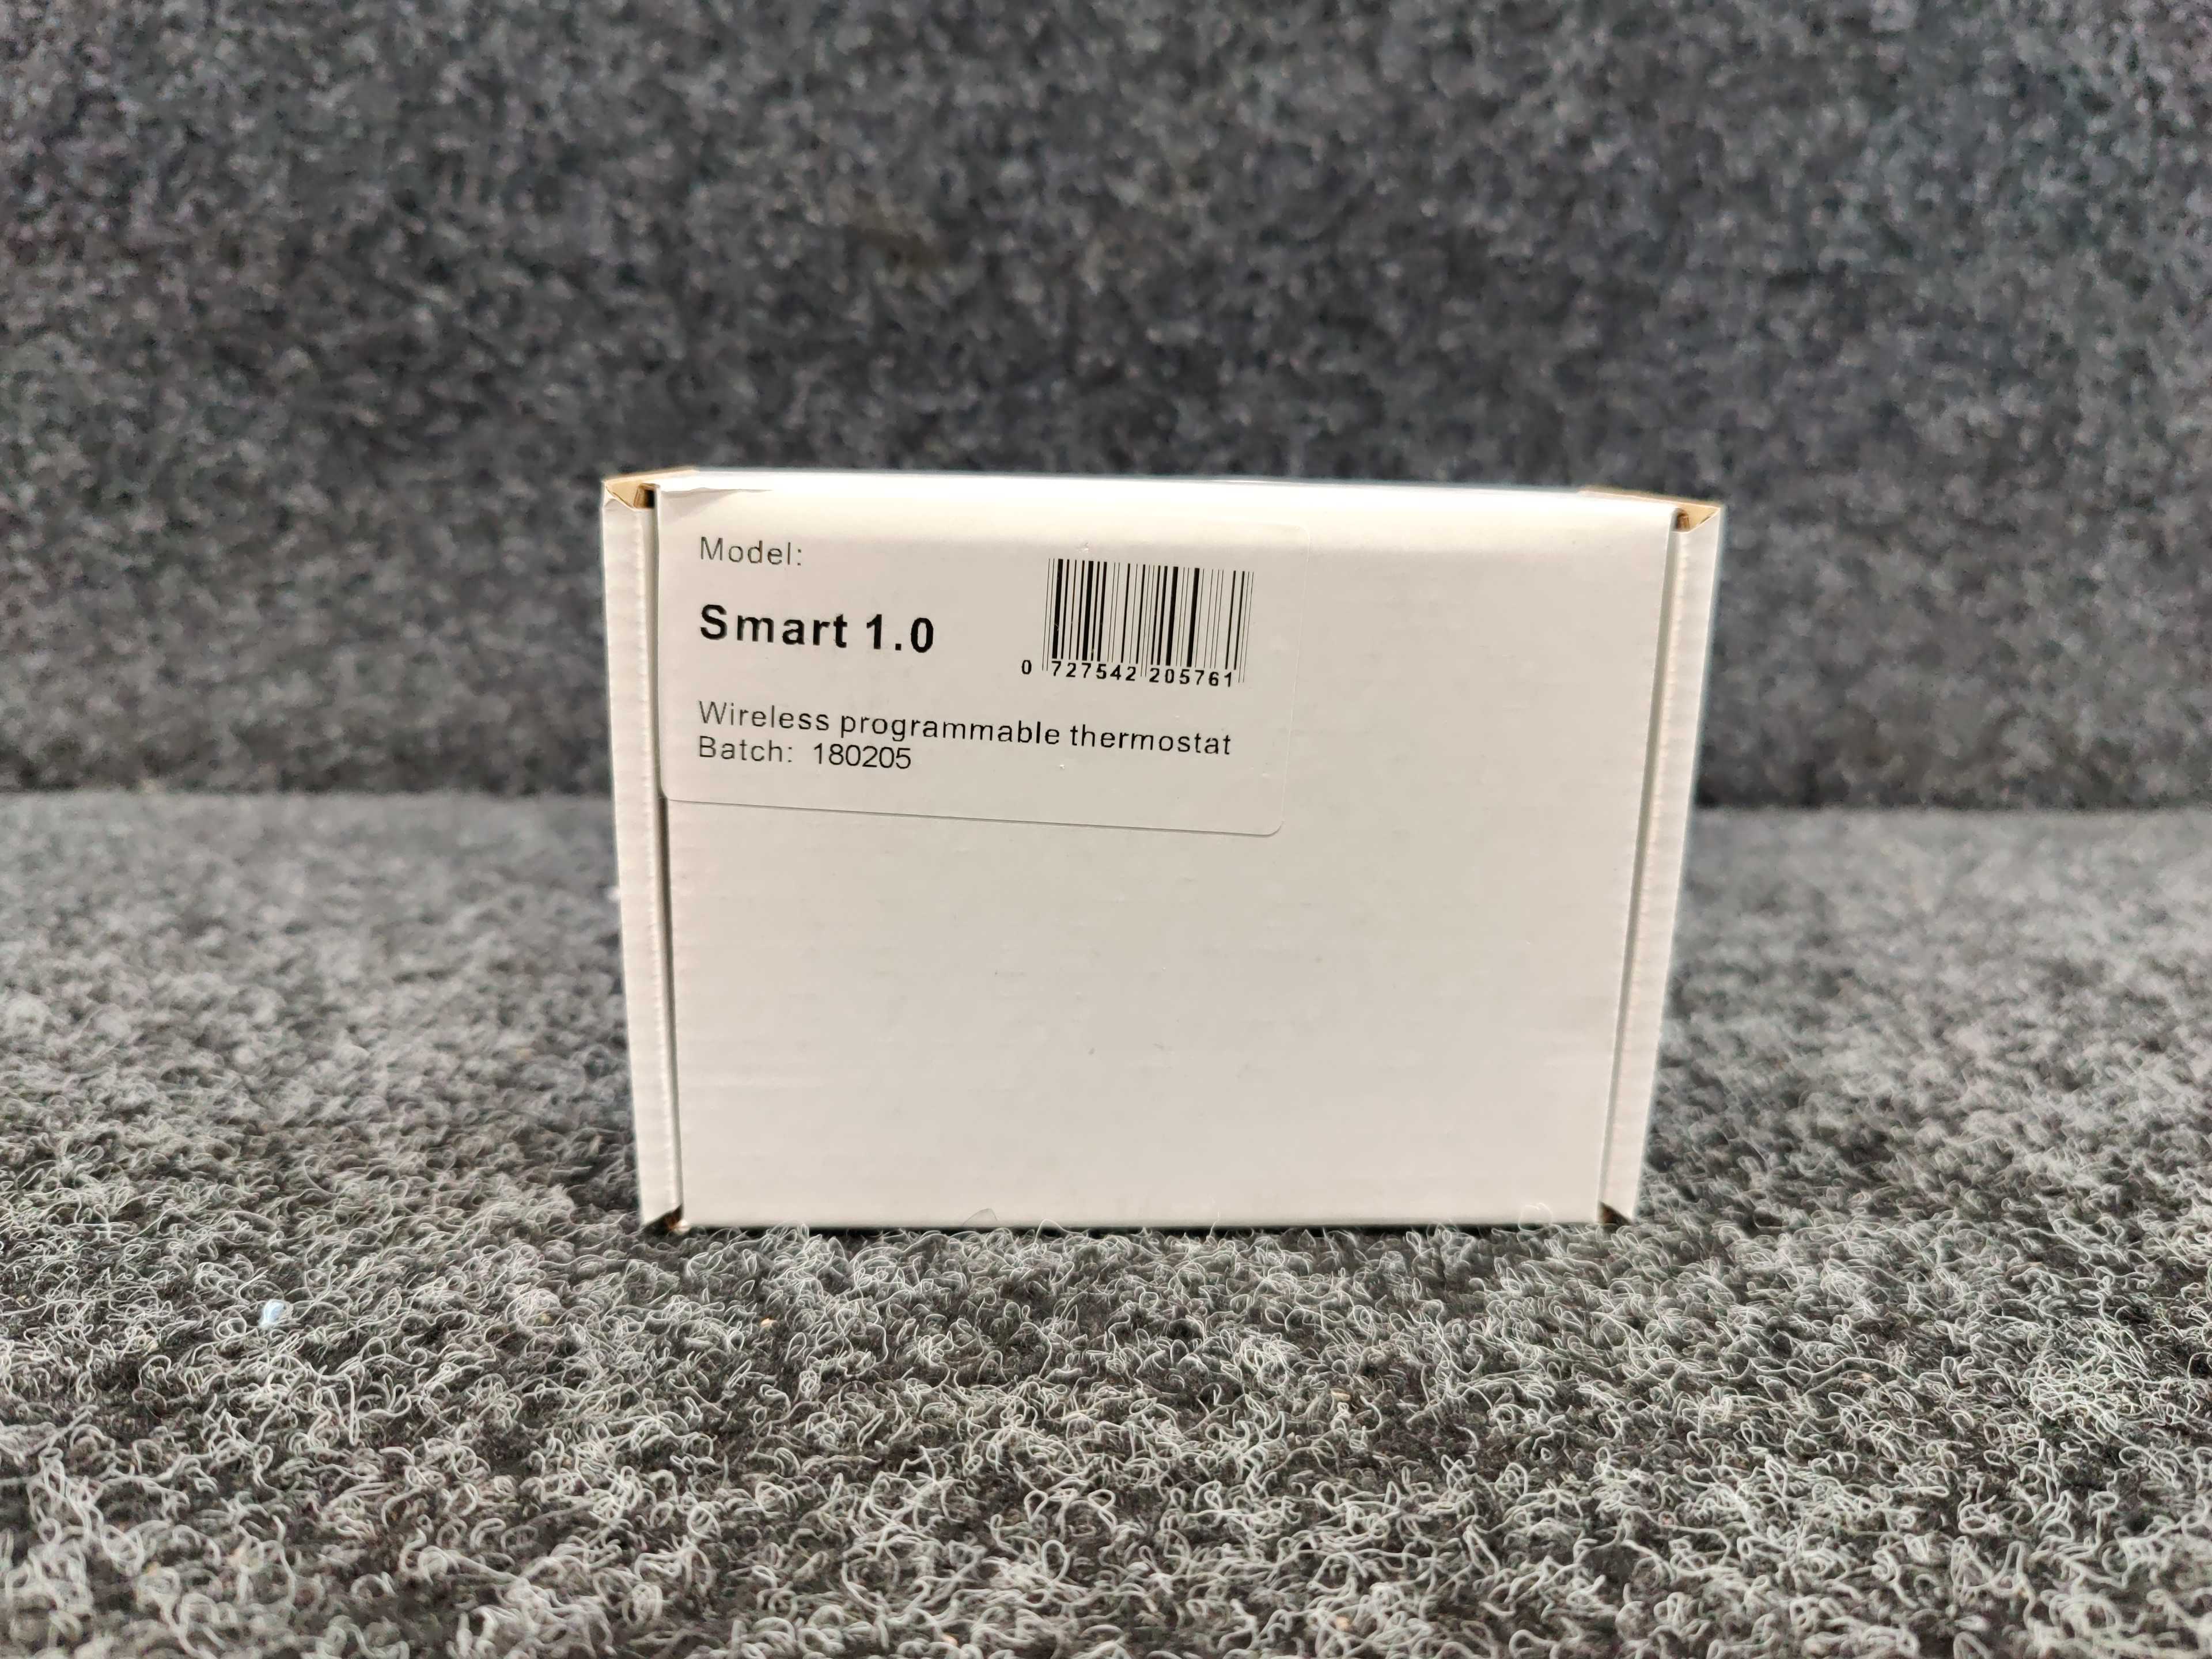 Model:
Smart 1.0
0 727542 205761
Wireless programmable thermostat
Batch: 180205